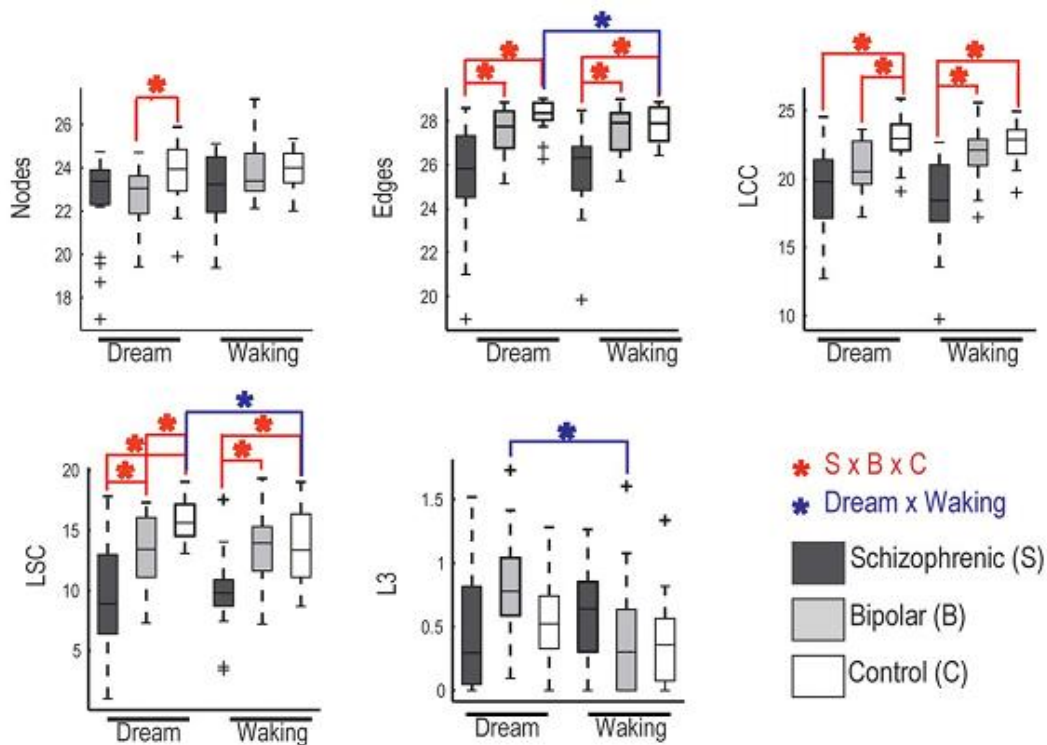 *
Nodes
26
24
22
20
18
Dream
Waking
*
* *
* *
Edges
28
26
24
22
20
Dream
Waking
* *
* *
LCC
25
20
15
10
Dream
Waking
*
* *
* *
* *
LSC
20
15
10
5
Dream
Waking
*
L3
1.5
1
0.5
0
Dream
Waking
* S x B x C
* Dream x Waking
Schizophrenic (S)
Bipolar (B)
Control (C)